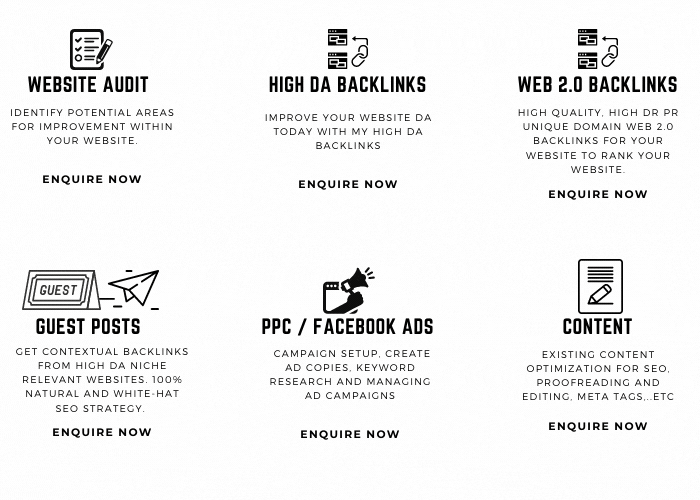 WEBSITE AUDIT
IDENTIFY POTENTIAL AREAS
FOR IMPROVEMENT WITHIN
YOUR WEBSITE.
ENQUIRE NOW
HIGH DA BACKLINKS
IMPROVE YOUR WEBSITE DA
TODAY WITH MY HIGH DA
BACKLINKS
ENQUIRE NOW
WEB 2.0 BACKLINKS
HIGH QUALITY, HIGH DR PR
UNIQUE DOMAIN WEB 2.0
BACKLINKS FOR YOUR
WEBSITE TO RANK YOUR
WEBSITE.
ENQUIRE NOW
GUEST
GUEST POSTS
GET CONTEXTUAL BACKLINKS
FROM HIGH DA NICHE
RELEVANT WEBSITES. 100%
NATURAL AND WHITE-HAT
SEO STRATEGY.
ENQUIRE NOW
PPC / FACEBOOK ADS
CAMPAIGN SETUP, CREATE
AD COPIES, KEYWORD
RESEARCH AND MANAGING
AD CAMPAIGNS
ENQUIRE NOW
CONTENT
EXISTING CONTENT
OPTIMIZATION FOR SEO,
PROOFREADING AND
EDITING, META TAGS,..ETC
ENQUIRE NOW